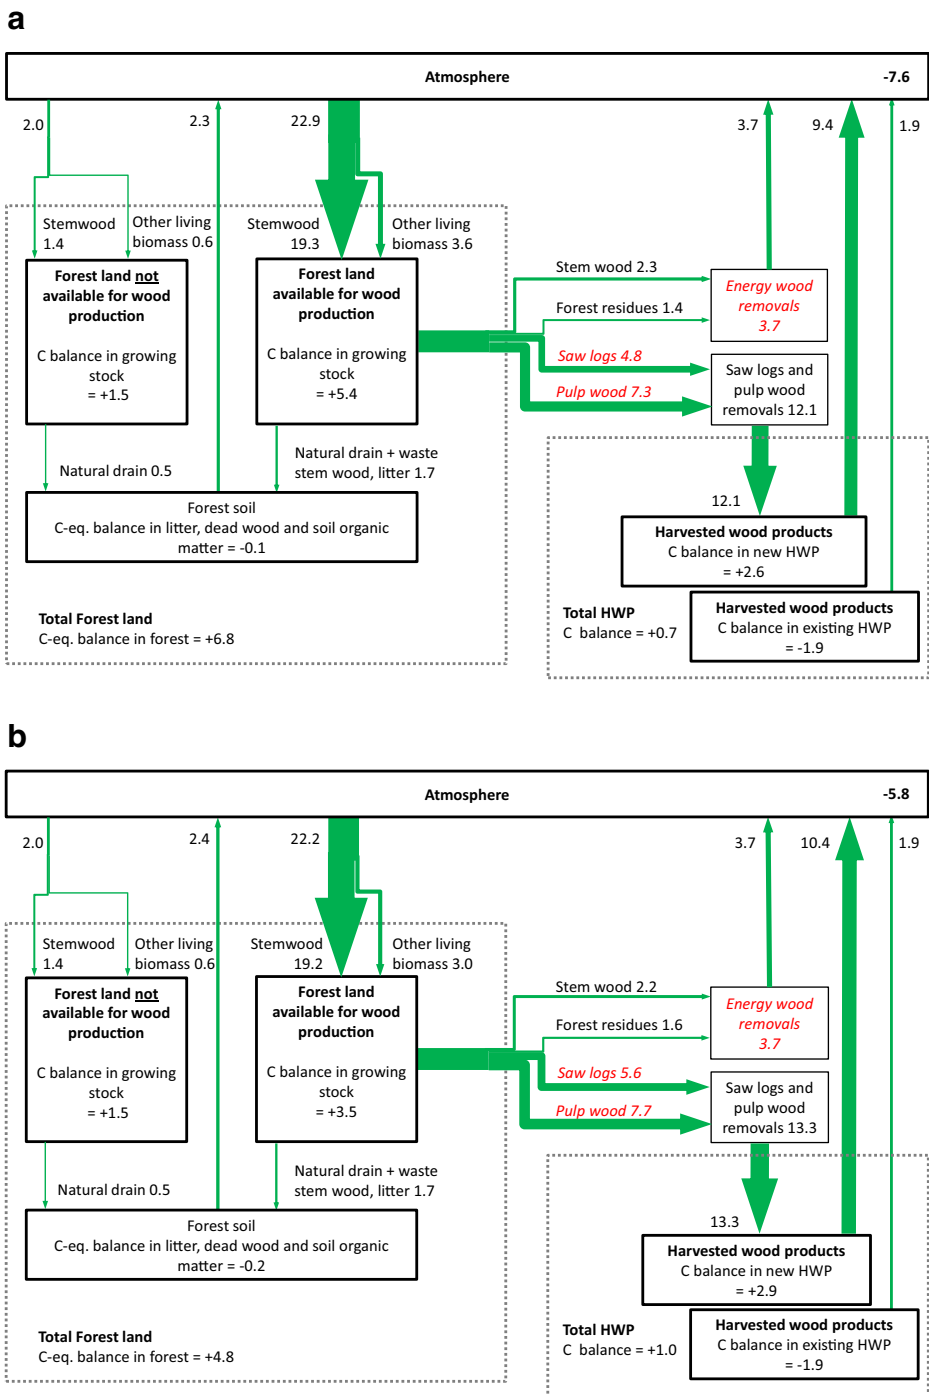 a
Atmosphere
-7.6
2.0
2.3
22.9
3.7
9.4
1.9
Stemwood
1.4
Other living
biomass 0.6
Stemwood
19.3
Other living
biomass 3.6
Forest land not
available for wood
production
C balance in growing
stock
= +1.5
Forest land
available for wood
production
C balance in growing
stock
= +5.4
Stem wood 2.3
Forest residues 1.4
Saw logs 4.8
Pulp wood 7.3
Energy wood
removals
3.7
Saw logs and
pulp wood
removals 12.1
Natural drain 0.5
Natural drain + waste
stem wood, litter 1.7
Forest soil
C-eq. balance in litter, dead wood and soil organic
matter = -0.1
12.1
Harvested wood products
C balance in new HWP
= +2.6
Total Forest land
C-eq. balance in forest = +6.8
Total HWP
C balance = +0.7
Harvested wood products
C balance in existing HWP
= -1.9
b
Atmosphere
-5.8
2.0
2.4
22.2
3.7
10.4
1.9
Stemwood
1.4
Other living
biomass 0.6
Stemwood
19.2
Other living
biomass 3.0
Forest land not
available for wood
production
C balance in growing
stock
= +1.5
Forest land
available for wood
production
C balance in growing
stock
= +3.5
Stem wood 2.2
Forest residues 1.6
Saw logs 5.6
Pulp wood 7.7
Energy wood
removals
3.7
Saw logs and
pulp wood
removals 13.3
Natural drain 0.5
Natural drain + waste
stem wood, litter 1.7
Forest soil
C-eq. balance in litter, dead wood and soil organic
matter = -0.2
13.3
Harvested wood products
C balance in new HWP
= +2.9
Total Forest land
C-eq. balance in forest = +4.8
Total HWP
C balance = +1.0
Harvested wood products
C balance in existing HWP
= -1.9